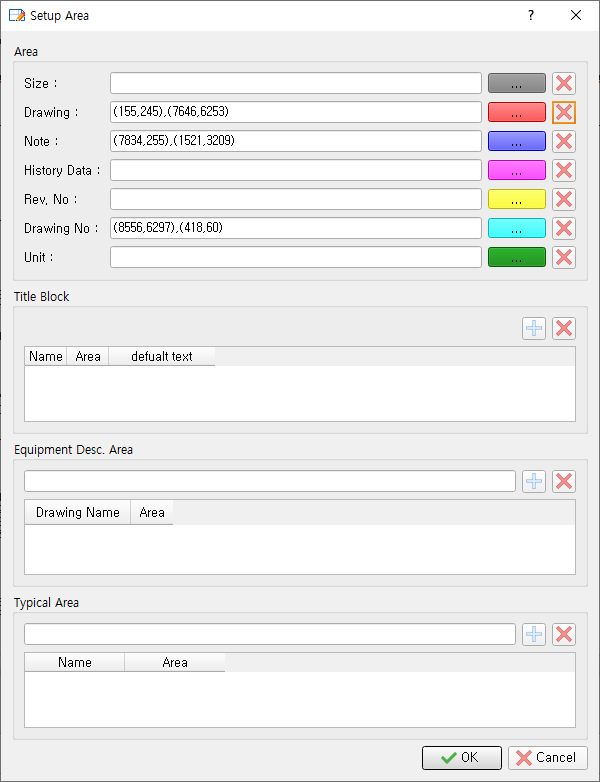 Setup Area
Area
Size :
...
Drawing :
(155,245),(7646,6253)
...
Note :
(7834,255),(1521,3209)
...
History Data :
...
Rev. No :
...
Drawing No :
(8556,6297),(418,60)
...
Unit :
...
Title Block
Name Area defualt text
Equipment Desc. Area
Drawing Name Area
Typical Area
Name Area
OK Cancel